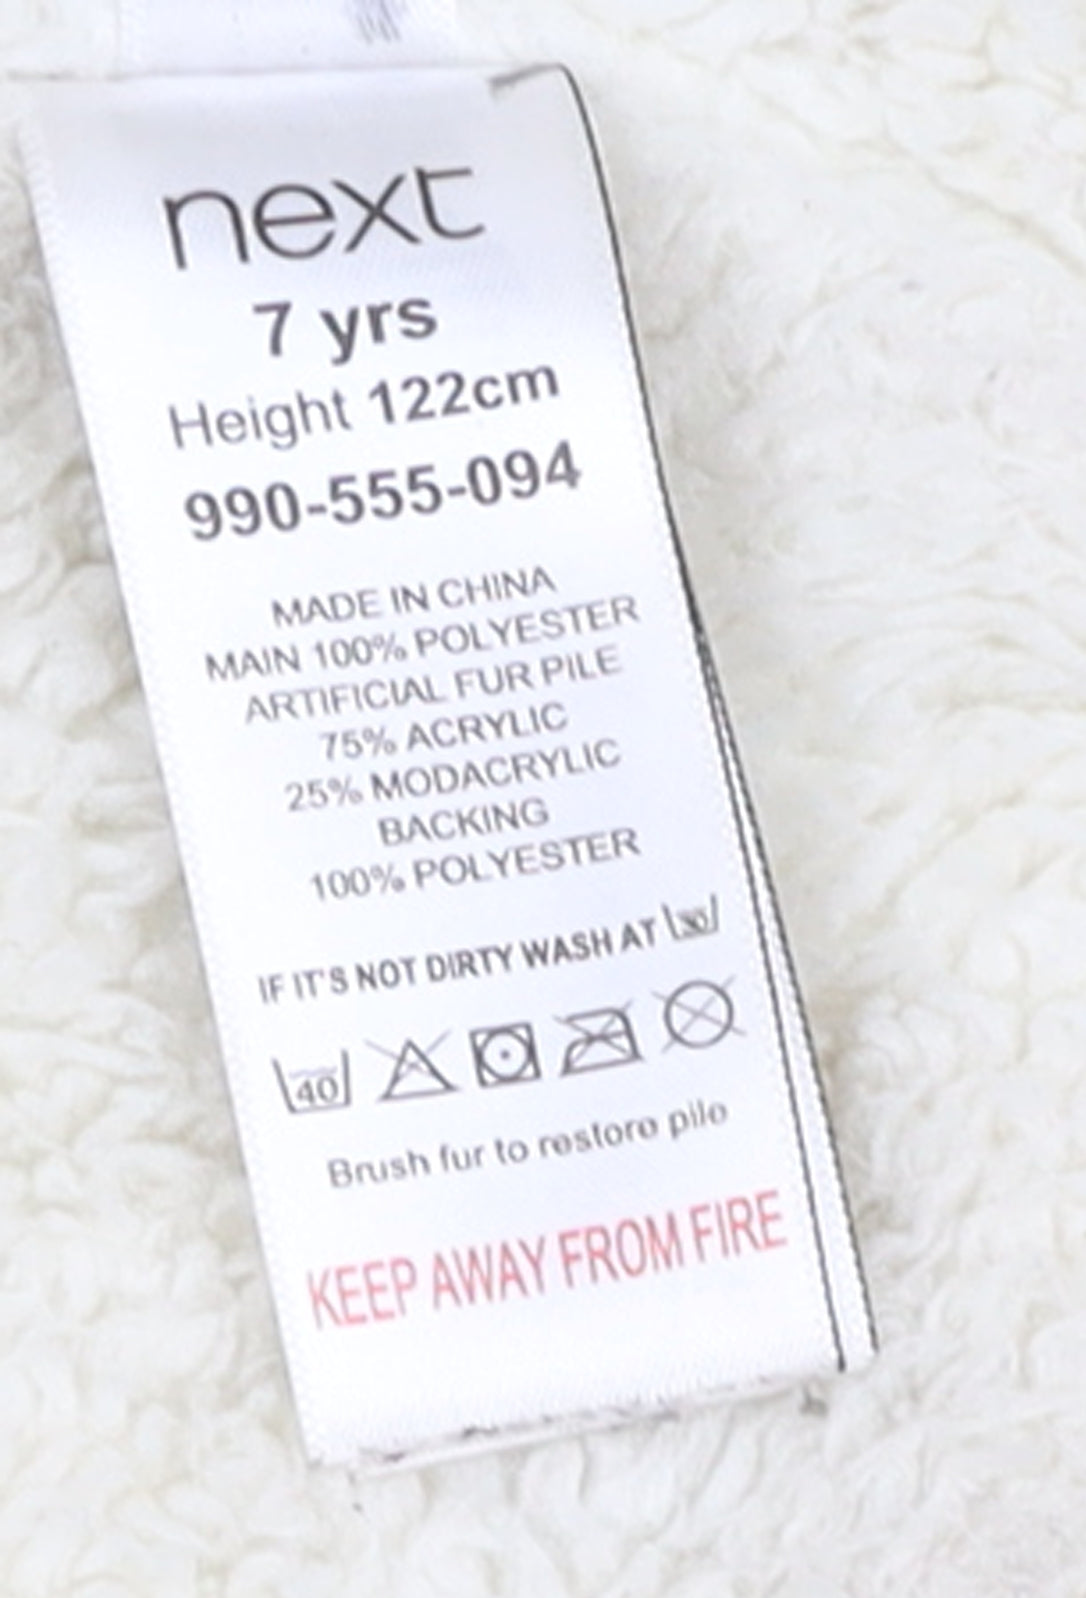 next
7 yrs
Height 122cm
990-555-094
MADE IN CHINA
MAIN 100% POLYESTER
ARTIFICIAL FUR PILE
75% ACRYLIC
25% MODACRYLIC
BACKING
100% POLYESTER
IF IT'S NOT DIRTY WASH AT 30
40
Brush fur to restore pile
KEEP AWAY FROM FIRE